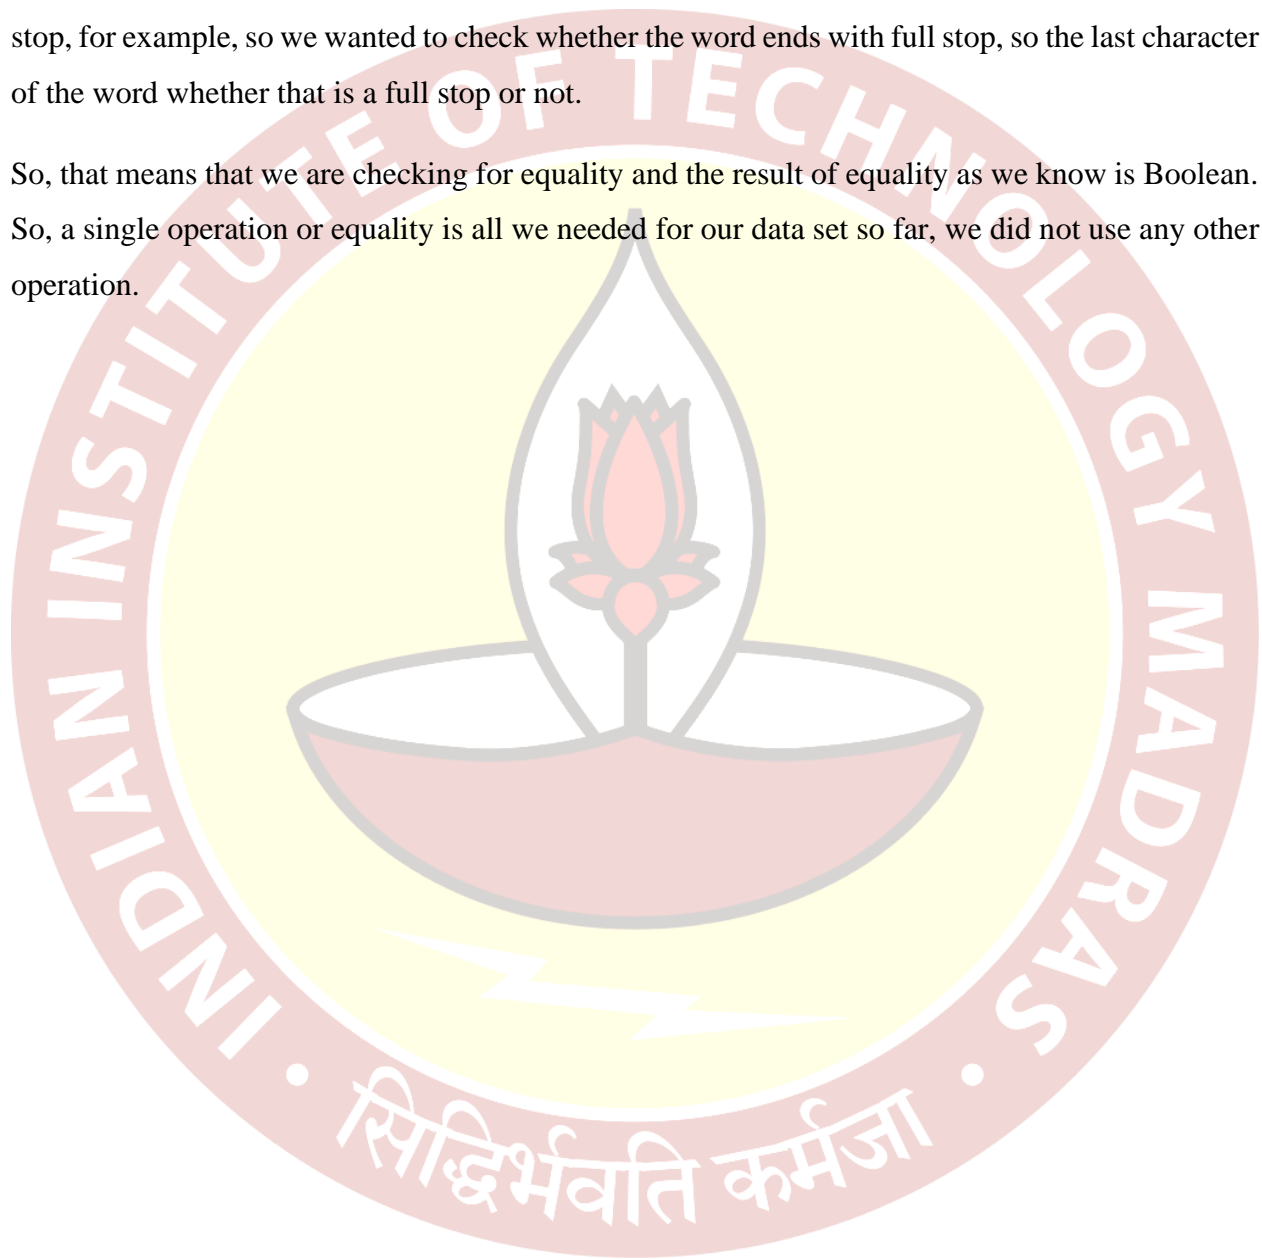 stop, for example, so we wanted to check whether the word ends with full stop, so the last character
of the word whether that is a full stop or not.
So, that means that we are checking for equality and the result of equality as we know is Boolean.
So, a single operation or equality is all we needed for our data set so far, we did not use any other
operation.
INDIAN INSTITUTE OF TECHNOLOGY MADRAS
सिद्धिर्भवति कर्मजा